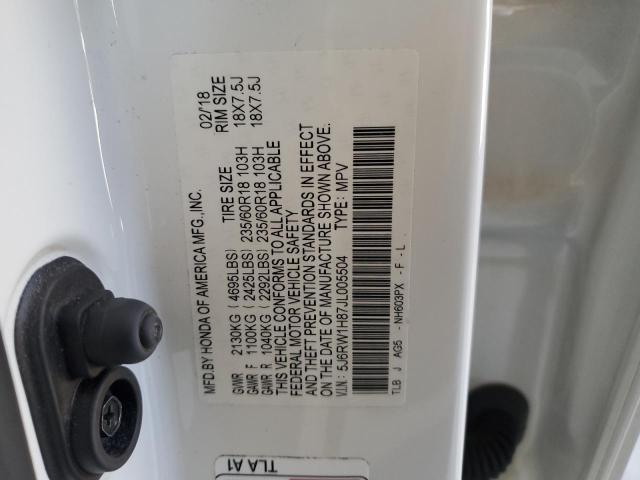 MFD.BY HONDA OF AMERICA MFG.,INC. 02/'18
TIRE SIZE RIM SIZE
GVWR 2130KG (4695LBS)
GAWR F 1100KG (2425LBS) 235/60R18 103H 18X7.5J
GAWR R 1040KG (2292LBS) 235/60R18 103H 18X7.5J
THIS VEHICLE CONFORMS TO ALL APPLICABLE
FEDERAL MOTOR VEHICLE SAFETY
AND THEFT PREVENTION STANDARDS IN EFFECT
ON THE DATE OF MANUFACTURE SHOWN ABOVE.
V.I.N: 5J6RW1H87JL005504 TYPE: MPV
TLB J AG5 -NH603PX -F -L
TLA A1